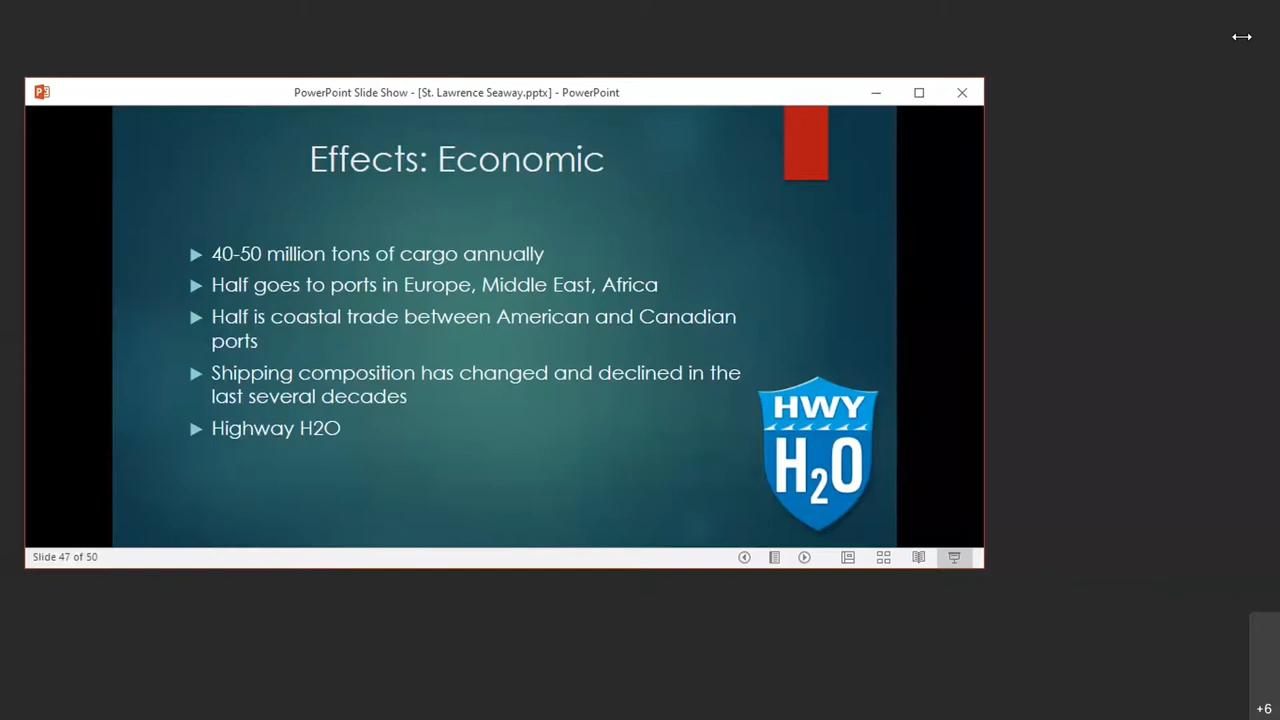 PowerPoint Slide Show - [St. Lawrence Seaway.pptx] - PowerPoint
Effects: Economic
40-50 million tons of cargo annually
Half goes to ports in Europe, Middle East, Africa
Half is coastal trade between American and Canadian
ports
Shipping composition has changed and declined in the
last several decades
Highway H2O
HWY
H₂O
Slide 47 of 50
+6